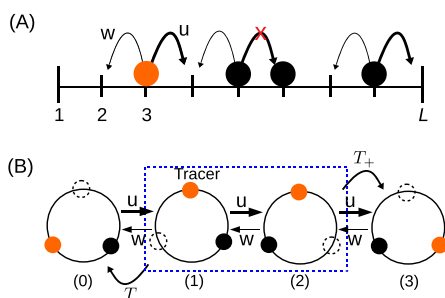 (A)
w u x
1 2 3 L
(B)
Tracer T+
u u u
w w w
T
(0) (1) (2) (3)